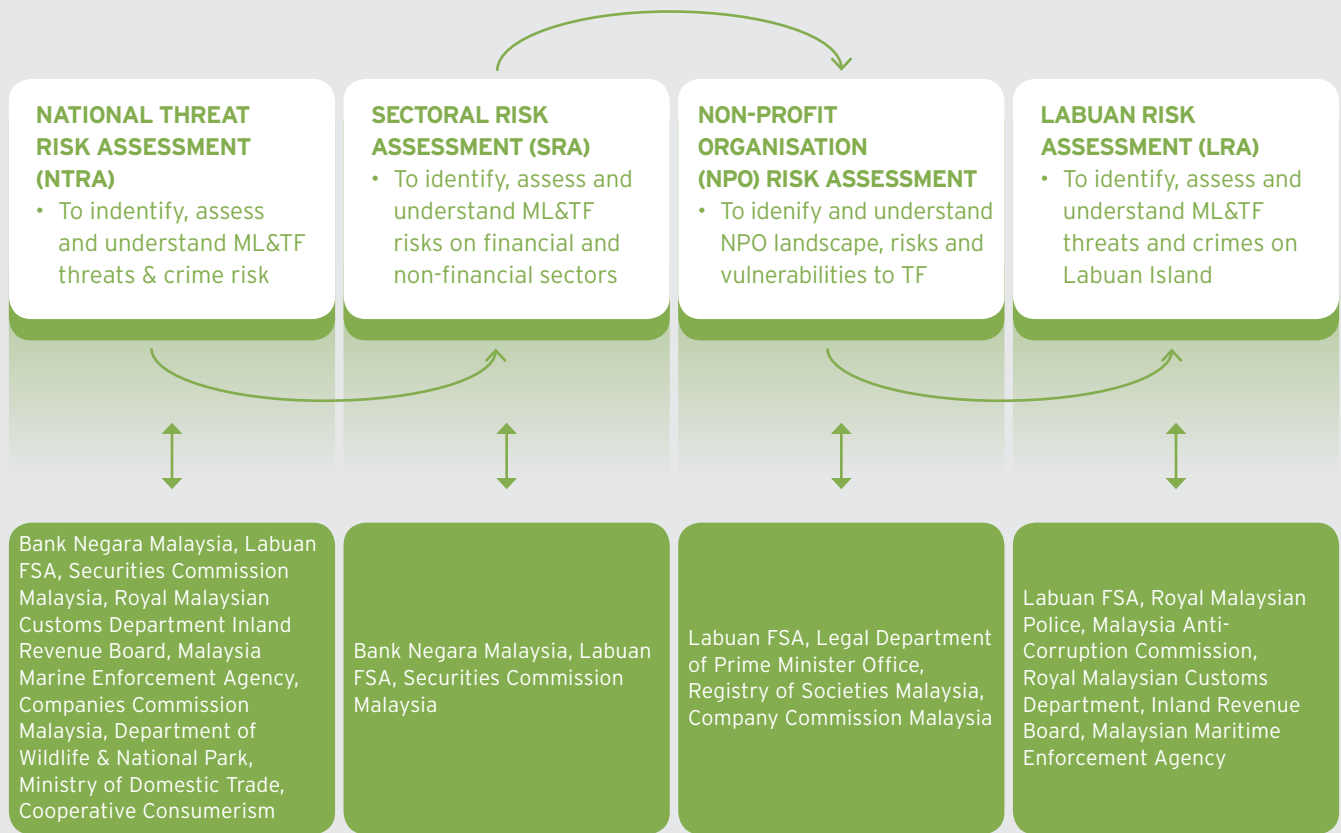 NATIONAL THREAT
RISK ASSESSMENT
(NTRA)
• To indentify, assess
and understand ML&TF
threats & crime risk
SECTORAL RISK
ASSESSMENT (SRA)
• To identify, assess and
understand ML&TF
risks on financial and
non-financial sectors
NON-PROFIT
ORGANISATION
(NPO) RISK ASSESSMENT
• To idenify and understand
NPO landscape, risks and
vulnerabilities to TF
LABUAN RISK
ASSESSMENT (LRA)
• To identify, assess and
understand ML&TF
threats and crimes on
Labuan Island
Bank Negara Malaysia, Labuan
FSA, Securities Commission
Malaysia, Royal Malaysian
Customs Department Inland
Revenue Board, Malaysia
Marine Enforcement Agency,
Companies Commission
Malaysia, Department of
Wildlife & National Park,
Ministry of Domestic Trade,
Cooperative Consumerism
Bank Negara Malaysia, Labuan
FSA, Securities Commission
Malaysia
Labuan FSA, Legal Department
of Prime Minister Office,
Registry of Societies Malaysia,
Company Commission Malaysia
Labuan FSA, Royal Malaysian
Police, Malaysia Anti-
Corruption Commission,
Royal Malaysian Customs
Department, Inland Revenue
Board, Malaysian Maritime
Enforcement Agency